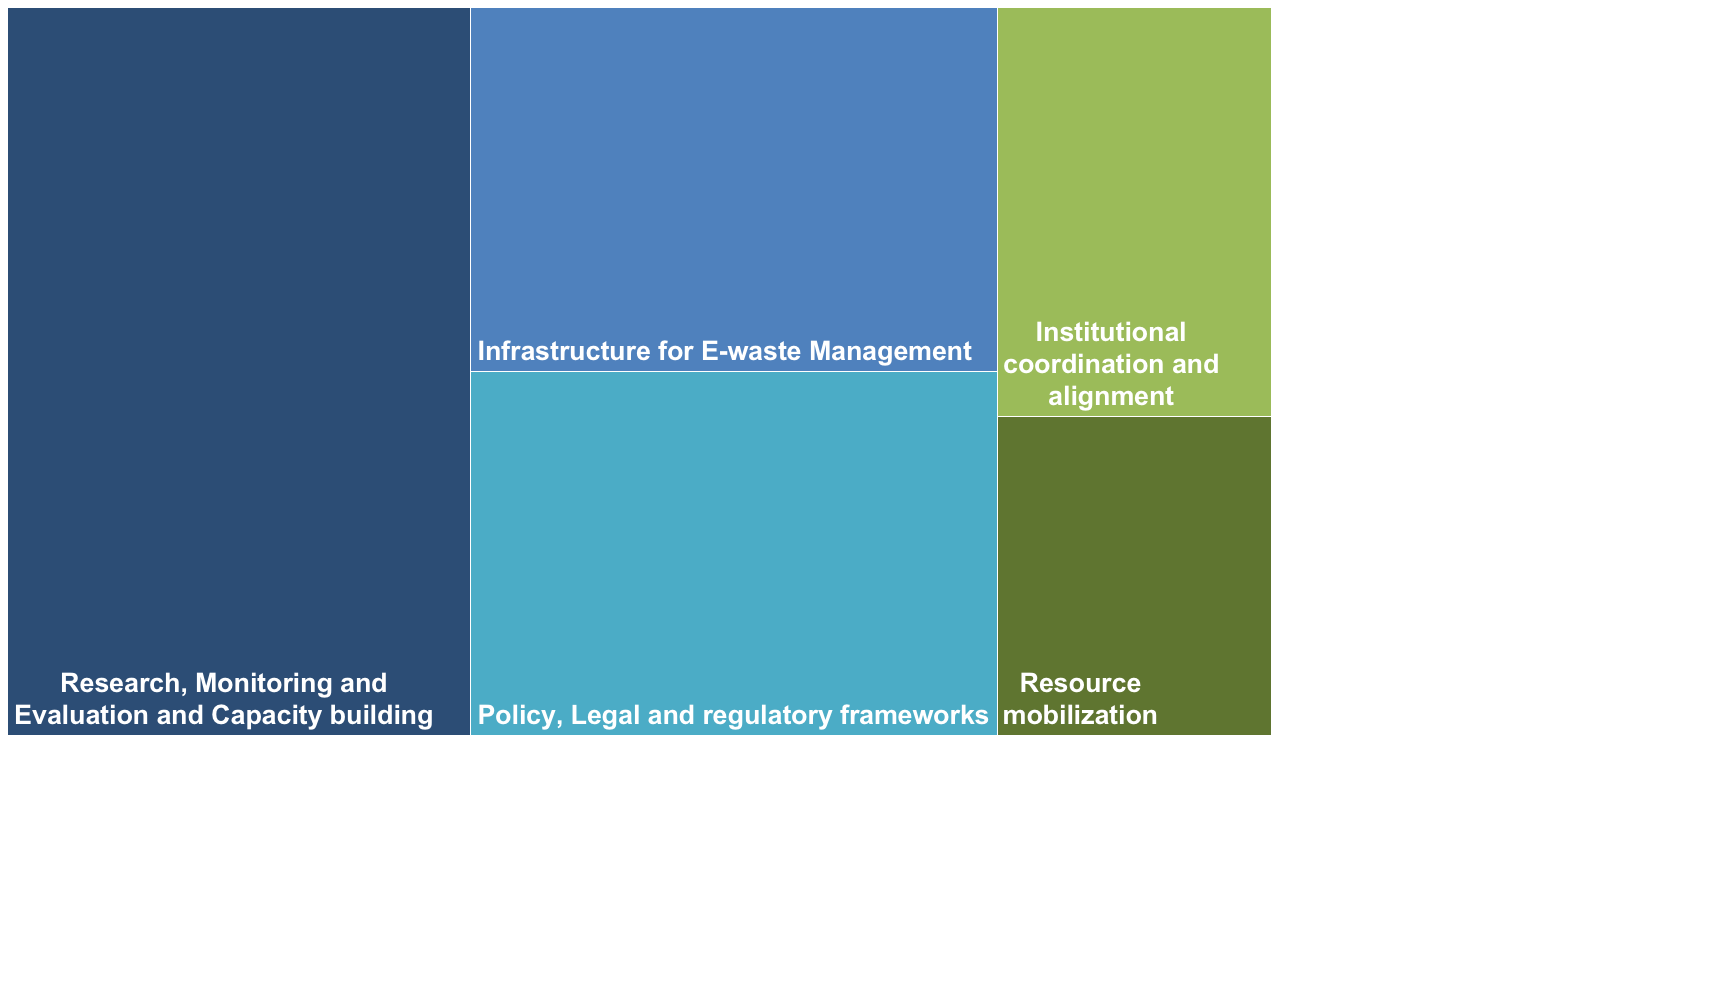 Research, Monitoring and
Evaluation and Capacity building
Infrastructure for E-waste Management
Policy, Legal and regulatory frameworks
Institutional
coordination and
alignment
Resource
mobilization